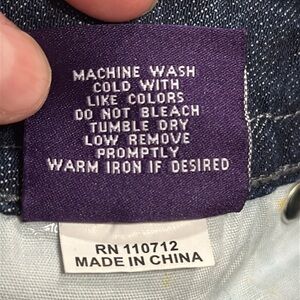 MACHINE WASH
COLD WITH
LIKE COLORS
DO NOT BLEACH
TUMBLE DRY
LOW REMOVE
PROMPTLY
WARM IRON IF DESIRED
RN 110712
MADE IN CHINA